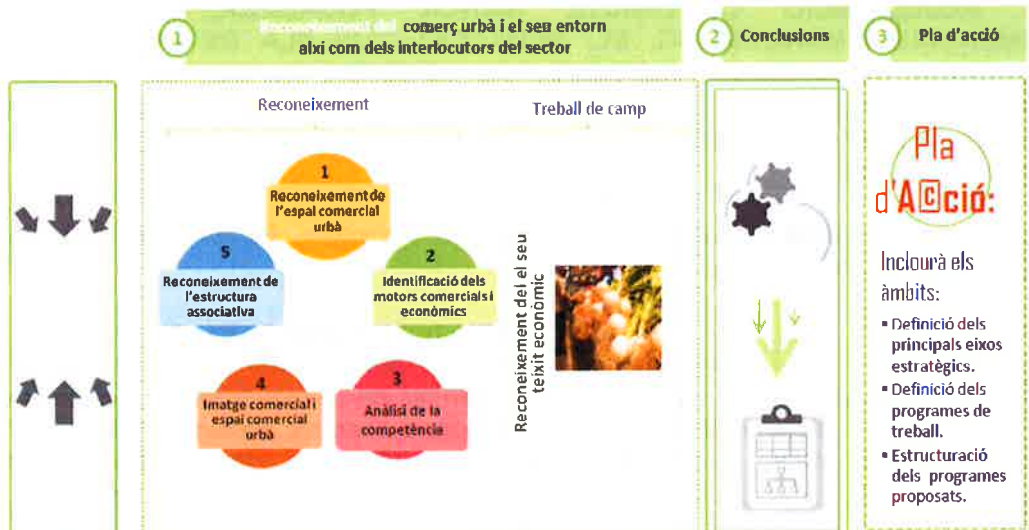 1
Reconeixement del comerç urbà i el seu entorn
aixi com dels interlocutors del sector
2
Conclusions
3
Pla d'acció
Reconeixement
Treball de camp
1
Reconeixement de
l'espai comercial
urbà
5
Reconeixement de
l'estructura
associativa
2
Identificació dels
motors comercials i
econòmics
4
Imatge comercial i
espai comercial
urbà
3
Anàlisi de la
competència
Reconeixement del el seu
teixit econòmic
Pla
d'Acció:
Inclourà els
àmbits:
▪ Definició dels
principals eixos
estratègics.
▪ Definició dels
programes de
treball.
▪ Estructuració
dels programes
proposats.